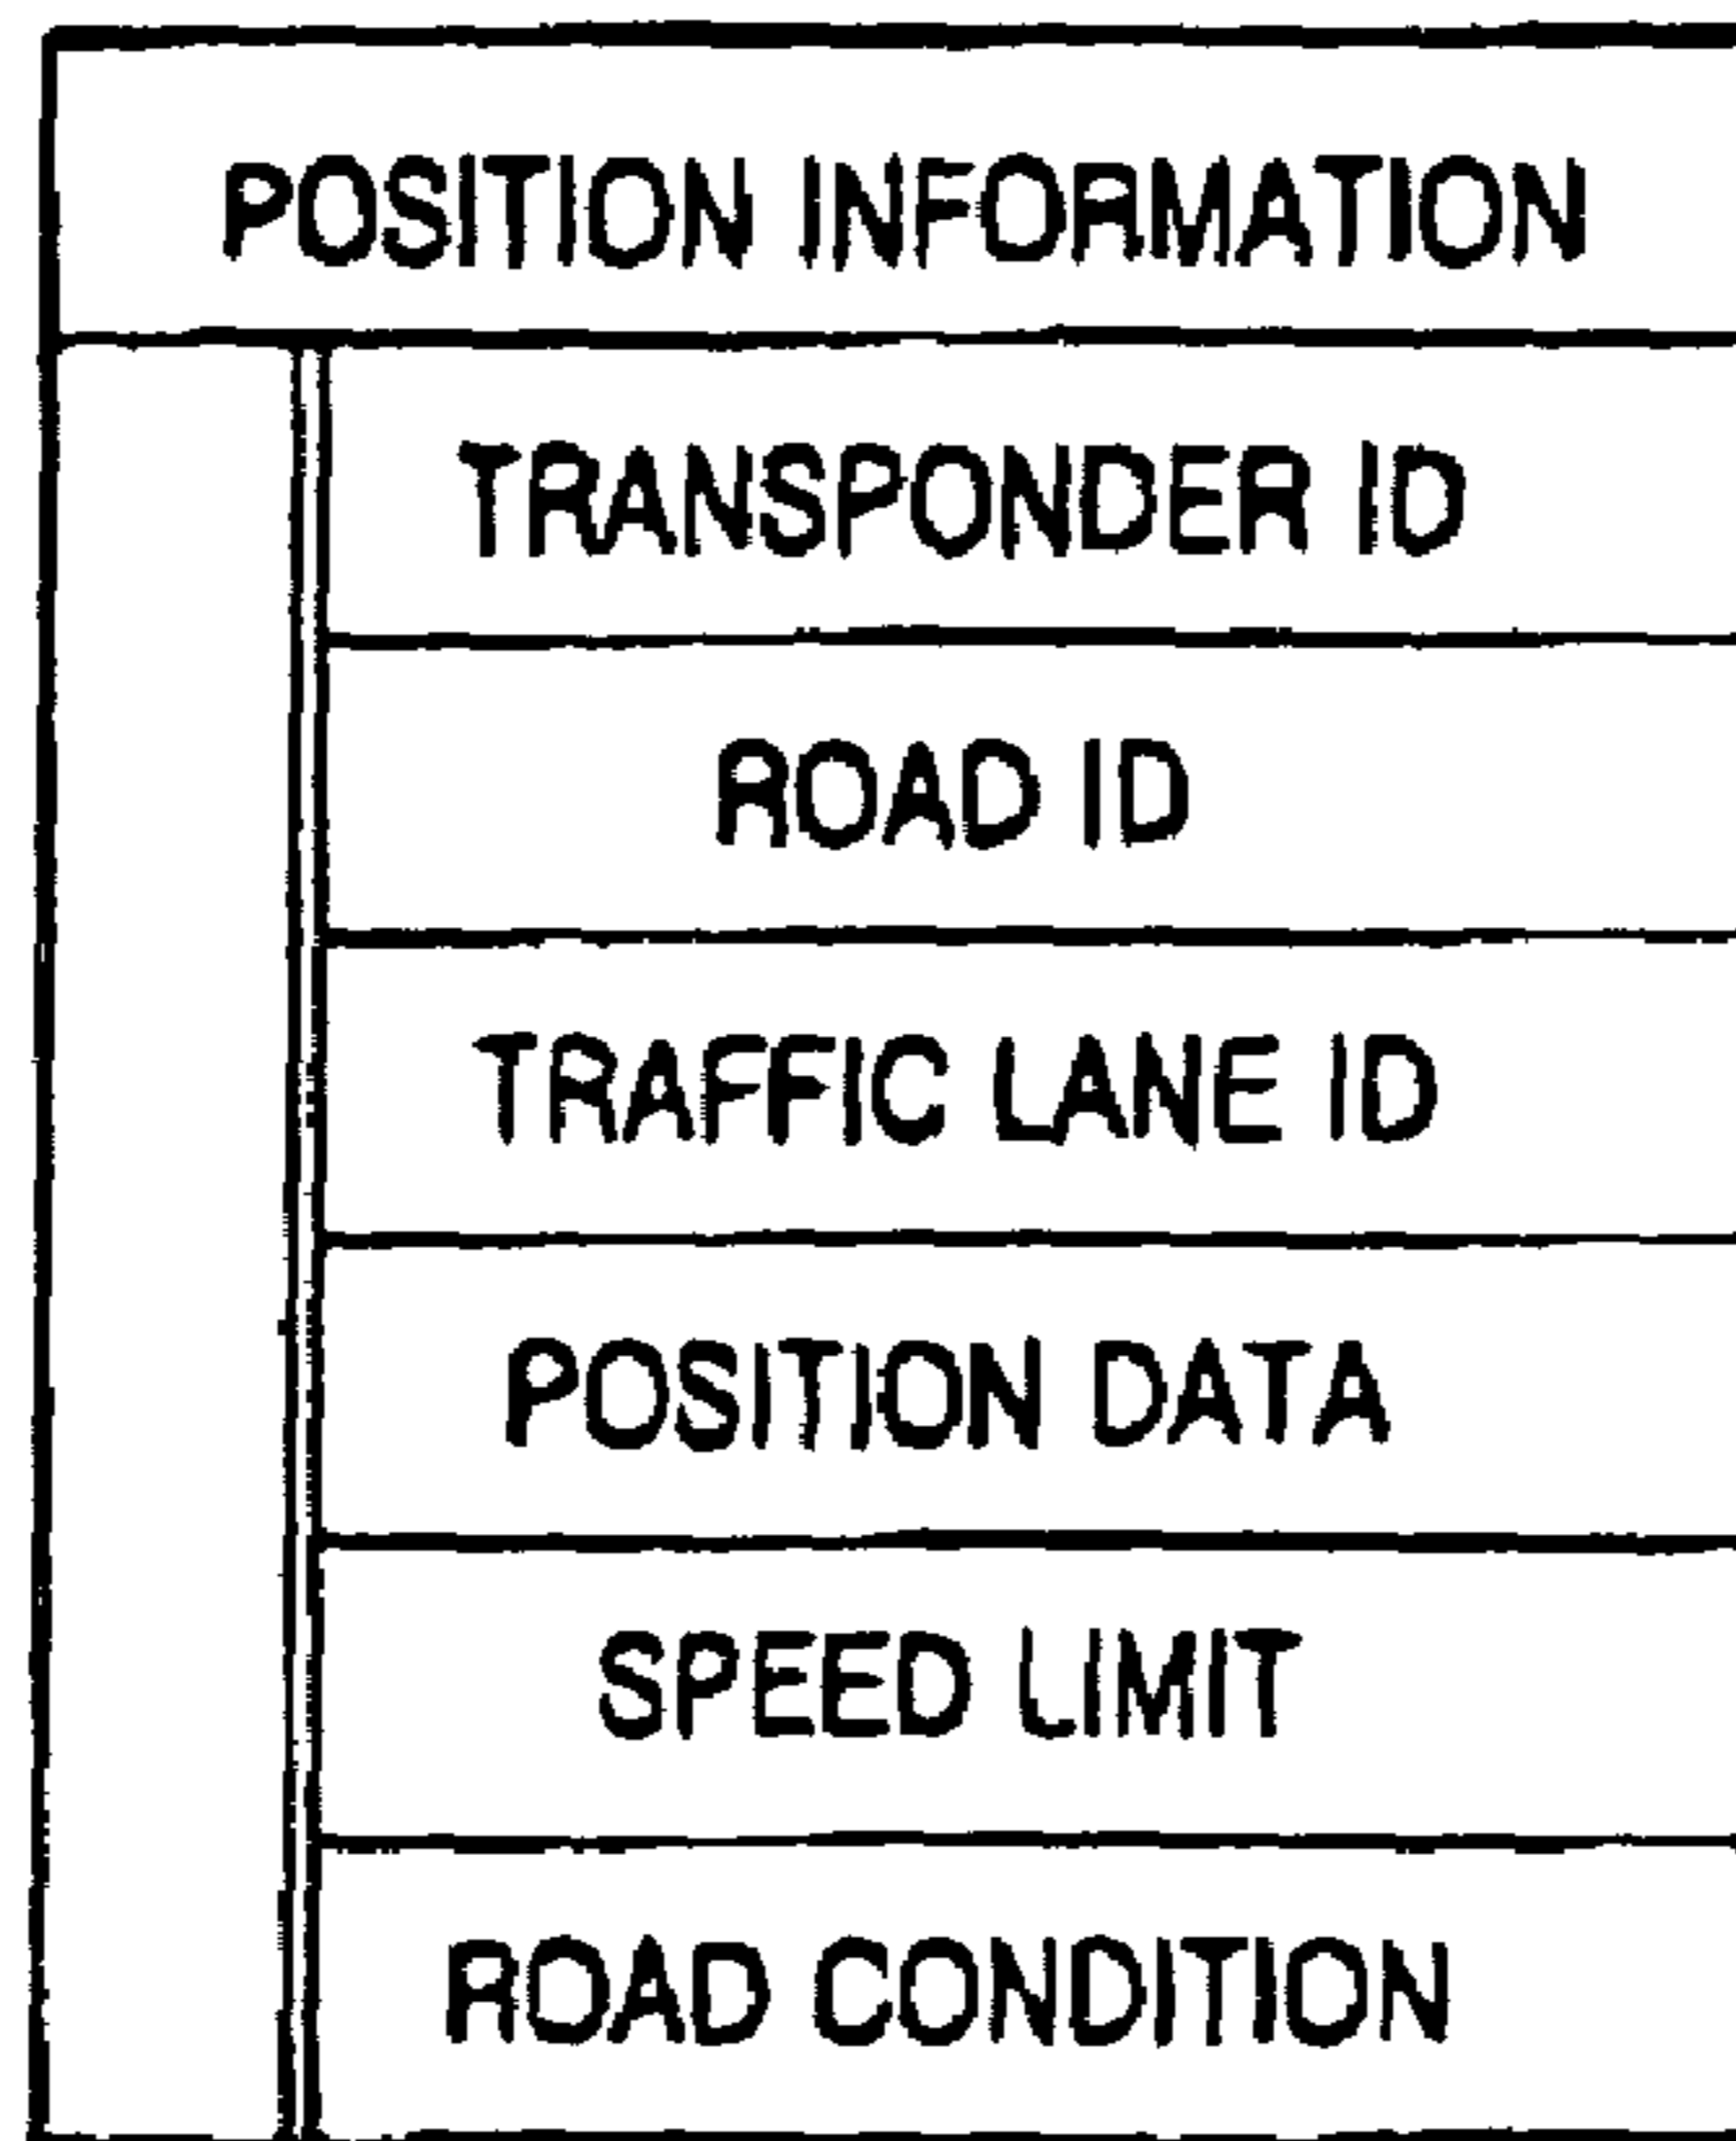 POSITION INFORMATION
TRANSPONDER ID
ROAD ID
TRAFFIC LANE ID
POSITION DATA
SPEED LIMIT
ROAD CONDITION